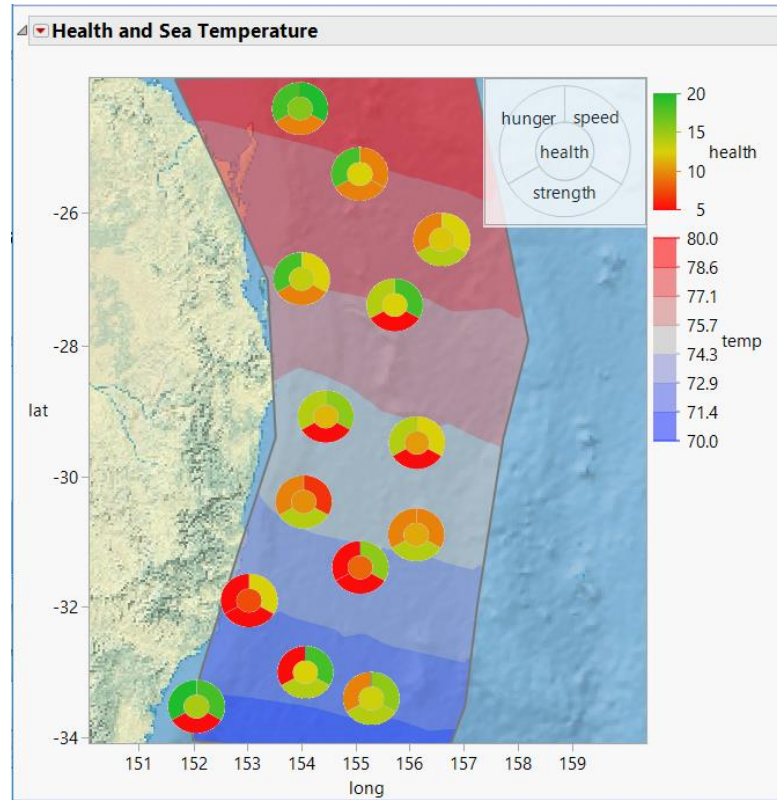 Health and Sea Temperature
hunger speed
health
strength
20
15
10
5
health
80.0
78.6
77.1
75.7
74.3
72.9
71.4
70.0
temp
-26
-28
-30
-32
-34
lat
151 152 153 154 155 156 157 158 159
long